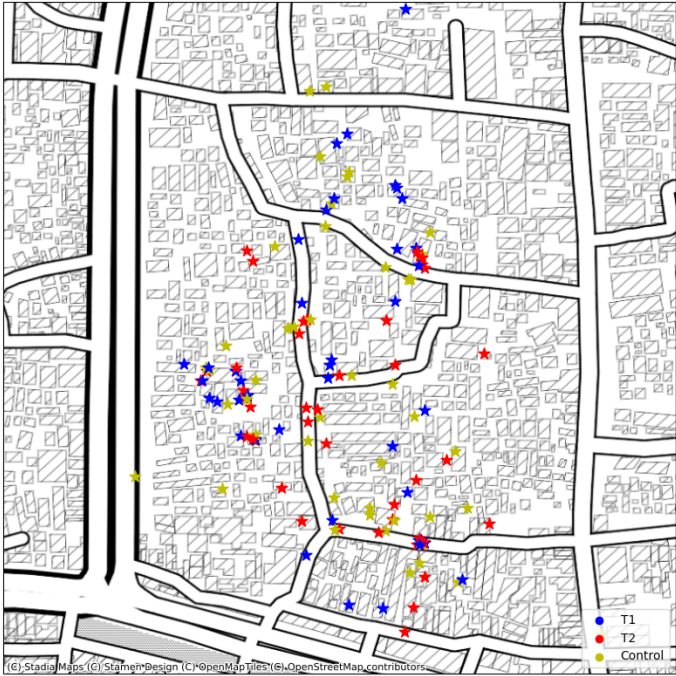 T1
T2
Control
(C) Stadia Maps (C) Stamen Design (C) OpenMapTiles (C) OpenStreetMap contributors